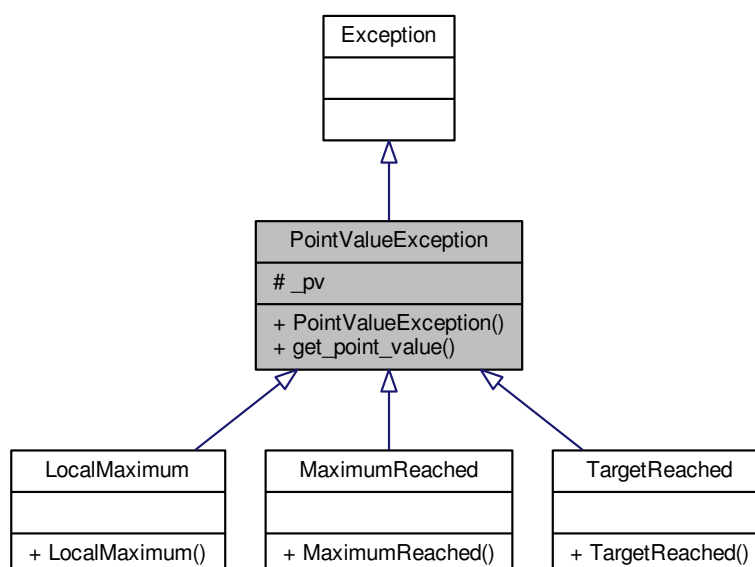 Exception
PointValueException
# _pv
+ PointValueException()
+ get_point_value()
LocalMaximum
+ LocalMaximum()
MaximumReached
+ MaximumReached()
TargetReached
+ TargetReached()